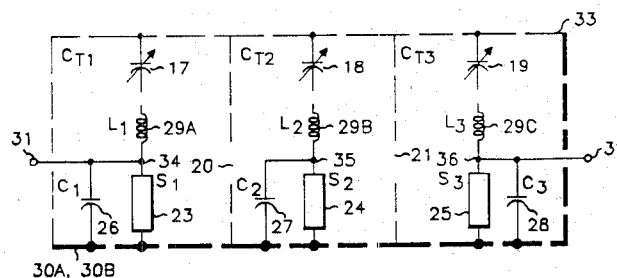 33
CT1 17 CT2 18 CT3 19
L1 29A L2 29B L3 29C
31 34 20 35 21 36 3
C1 S1 C2 S2 S3 C3
26 23 27 24 25 28
30A, 30B